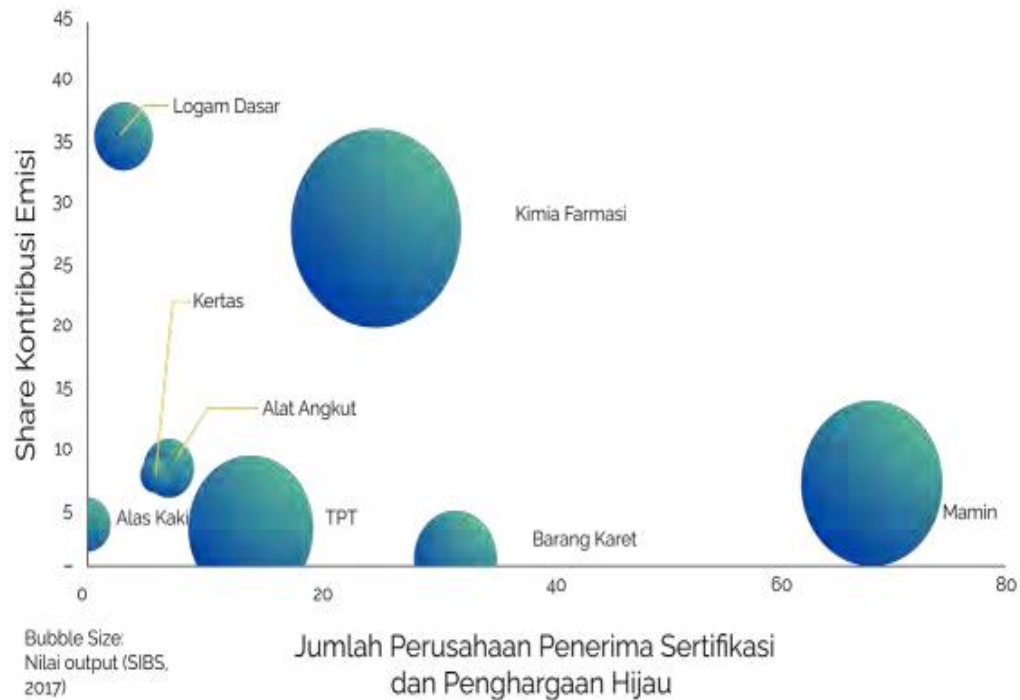 45
40
35
30
25
20
15
10
5
-
Share Kontribusi Emisi
Logam Dasar
Kimia Farmasi
Kertas
Alat Angkut
Alas Kaki
TPT
Barang Karet
Mamin
0
20
40
60
80
Bubble Size:
Nilai output (SIBS,
2017)
Jumlah Perusahaan Penerima Sertifikasi
dan Penghargaan Hijau